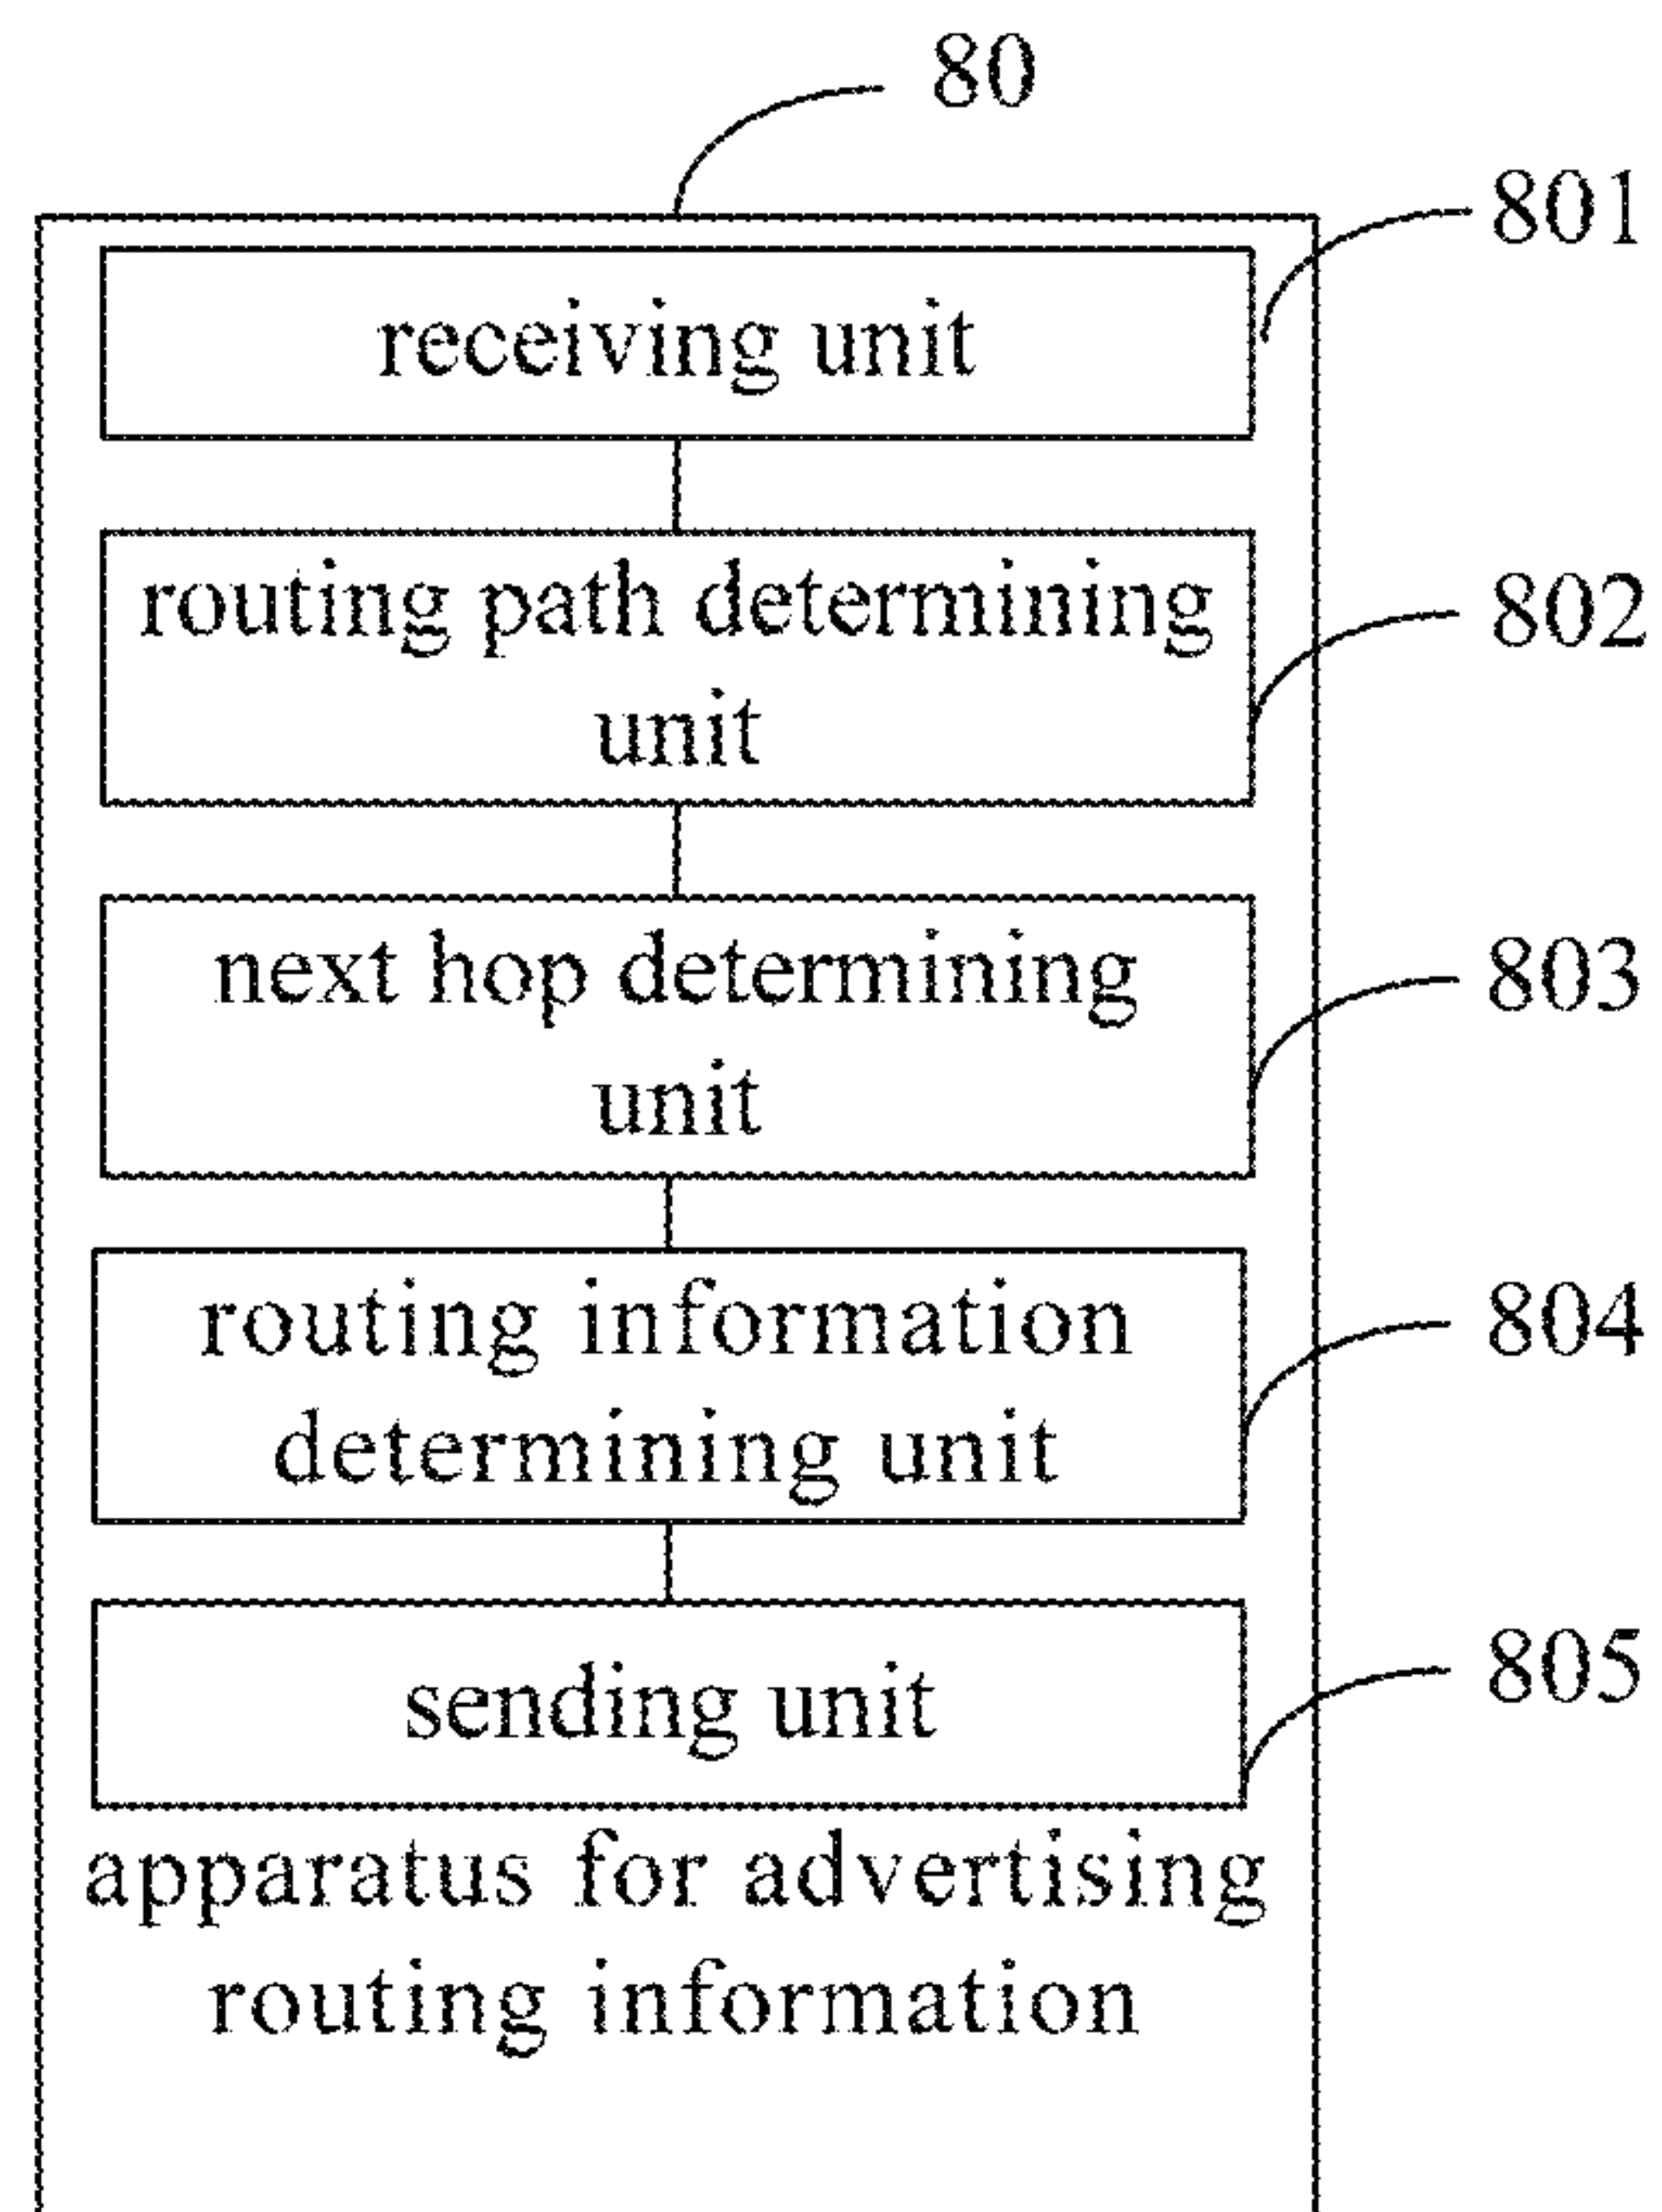 80
801
receiving unit
routing path determining
unit
802
next hop determining
unit
803
routing information
determining unit
804
sending unit
805
apparatus for advertising
routing information